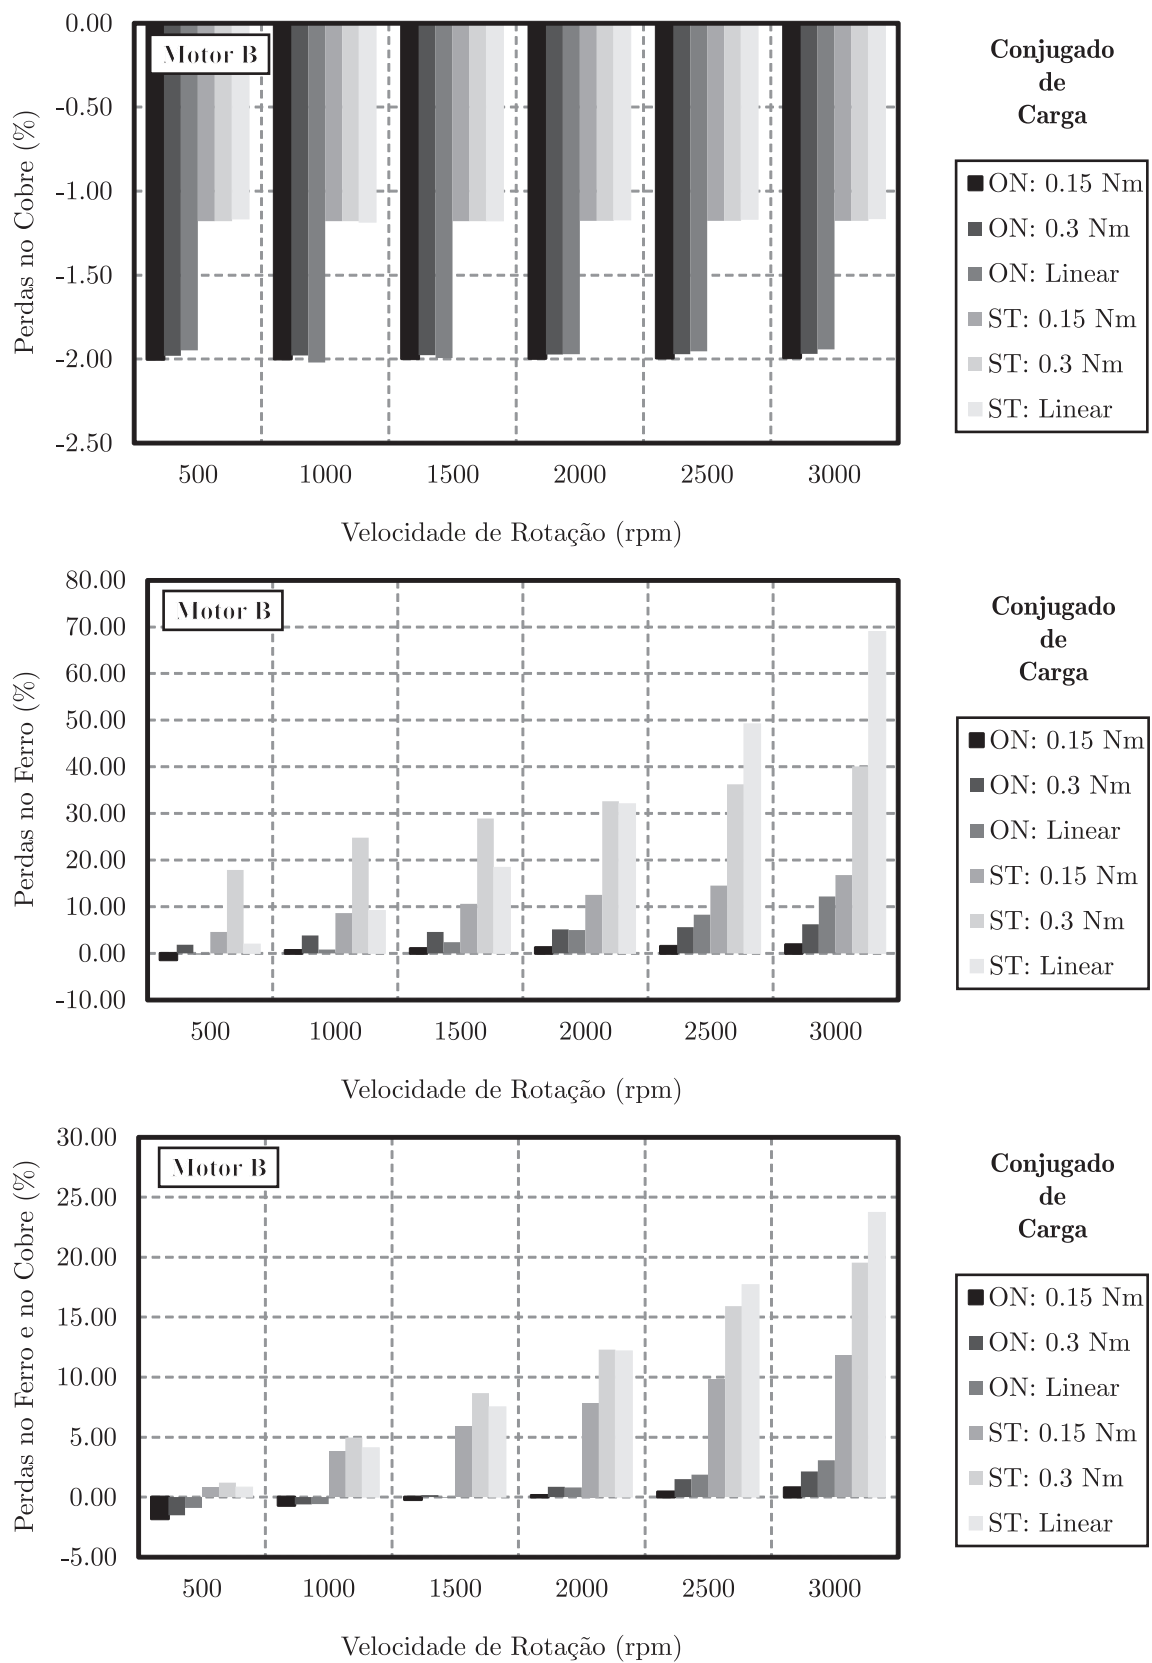 0.00
-0.50
-1.00
-1.50
-2.00
-2.50
Perdas no Cobre (%)
Motor B
500 1000 1500 2000 2500 3000
Velocidade de Rotação (rpm)
Conjugado
de
Carga
ON: 0.15 Nm
ON: 0.3 Nm
ON: Linear
ST: 0.15 Nm
ST: 0.3 Nm
ST: Linear
80.00
70.00
60.00
50.00
40.00
30.00
20.00
10.00
0.00
-10.00
Perdas no Ferro (%)
Motor B
500 1000 1500 2000 2500 3000
Velocidade de Rotação (rpm)
Conjugado
de
Carga
ON: 0.15 Nm
ON: 0.3 Nm
ON: Linear
ST: 0.15 Nm
ST: 0.3 Nm
ST: Linear
30.00
25.00
20.00
15.00
10.00
5.00
0.00
-5.00
Perdas no Ferro e no Cobre (%)
Motor B
500 1000 1500 2000 2500 3000
Velocidade de Rotação (rpm)
Conjugado
de
Carga
ON: 0.15 Nm
ON: 0.3 Nm
ON: Linear
ST: 0.15 Nm
ST: 0.3 Nm
ST: Linear